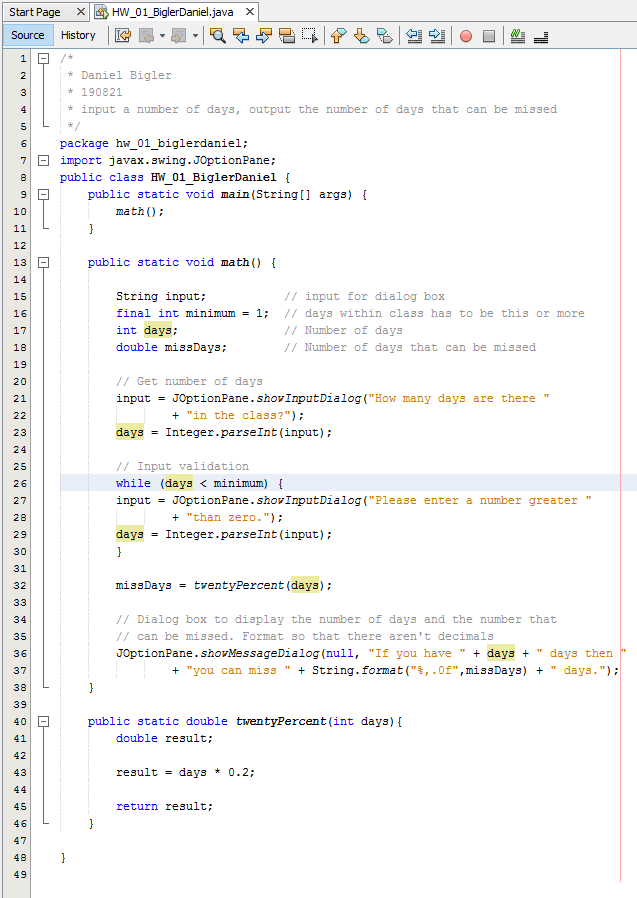 Start Page HW_01_BiglerDaniel.java
Source History
1 /*
2 * Daniel Bigler
3 * 190821
4 * input a number of days, output the number of days that can be missed
5 */
6 package hw_01_biglerdaniel;
7 import javax.swing.JOptionPane;
8 public class HW_01_BiglerDaniel {
9 public static void main(String[] args) {
10 math();
11 }
12
13 public static void math() {
14
15 String input; // input for dialog box
16 final int minimum = 1; // days within class has to be this or more
17 int days; // Number of days
18 double missDays; // Number of days that can be missed
19
20 // Get number of days
21 input = JOptionPane.showInputDialog("How many days are there "
22 + "in the class?");
23 days = Integer.parseInt(input);
24
25 // Input validation
26 while (days < minimum) {
27 input = JOptionPane.showInputDialog("Please enter a number greater "
28 + "than zero.");
29 days = Integer.parseInt(input);
30 }
31
32 missDays = twentyPercent(days);
33
34 // Dialog box to display the number of days and the number that
35 // can be missed. Format so that there aren't decimals
36 JOptionPane.showMessageDialog(null, "If you have " + days + " days then "
37 + "you can miss " + String.format("%,.0f",missDays) + " days.");
38 }
39
40 public static double twentyPercent(int days){
41 double result;
42
43 result = days * 0.2;
44
45 return result;
46 }
47
48 }
49